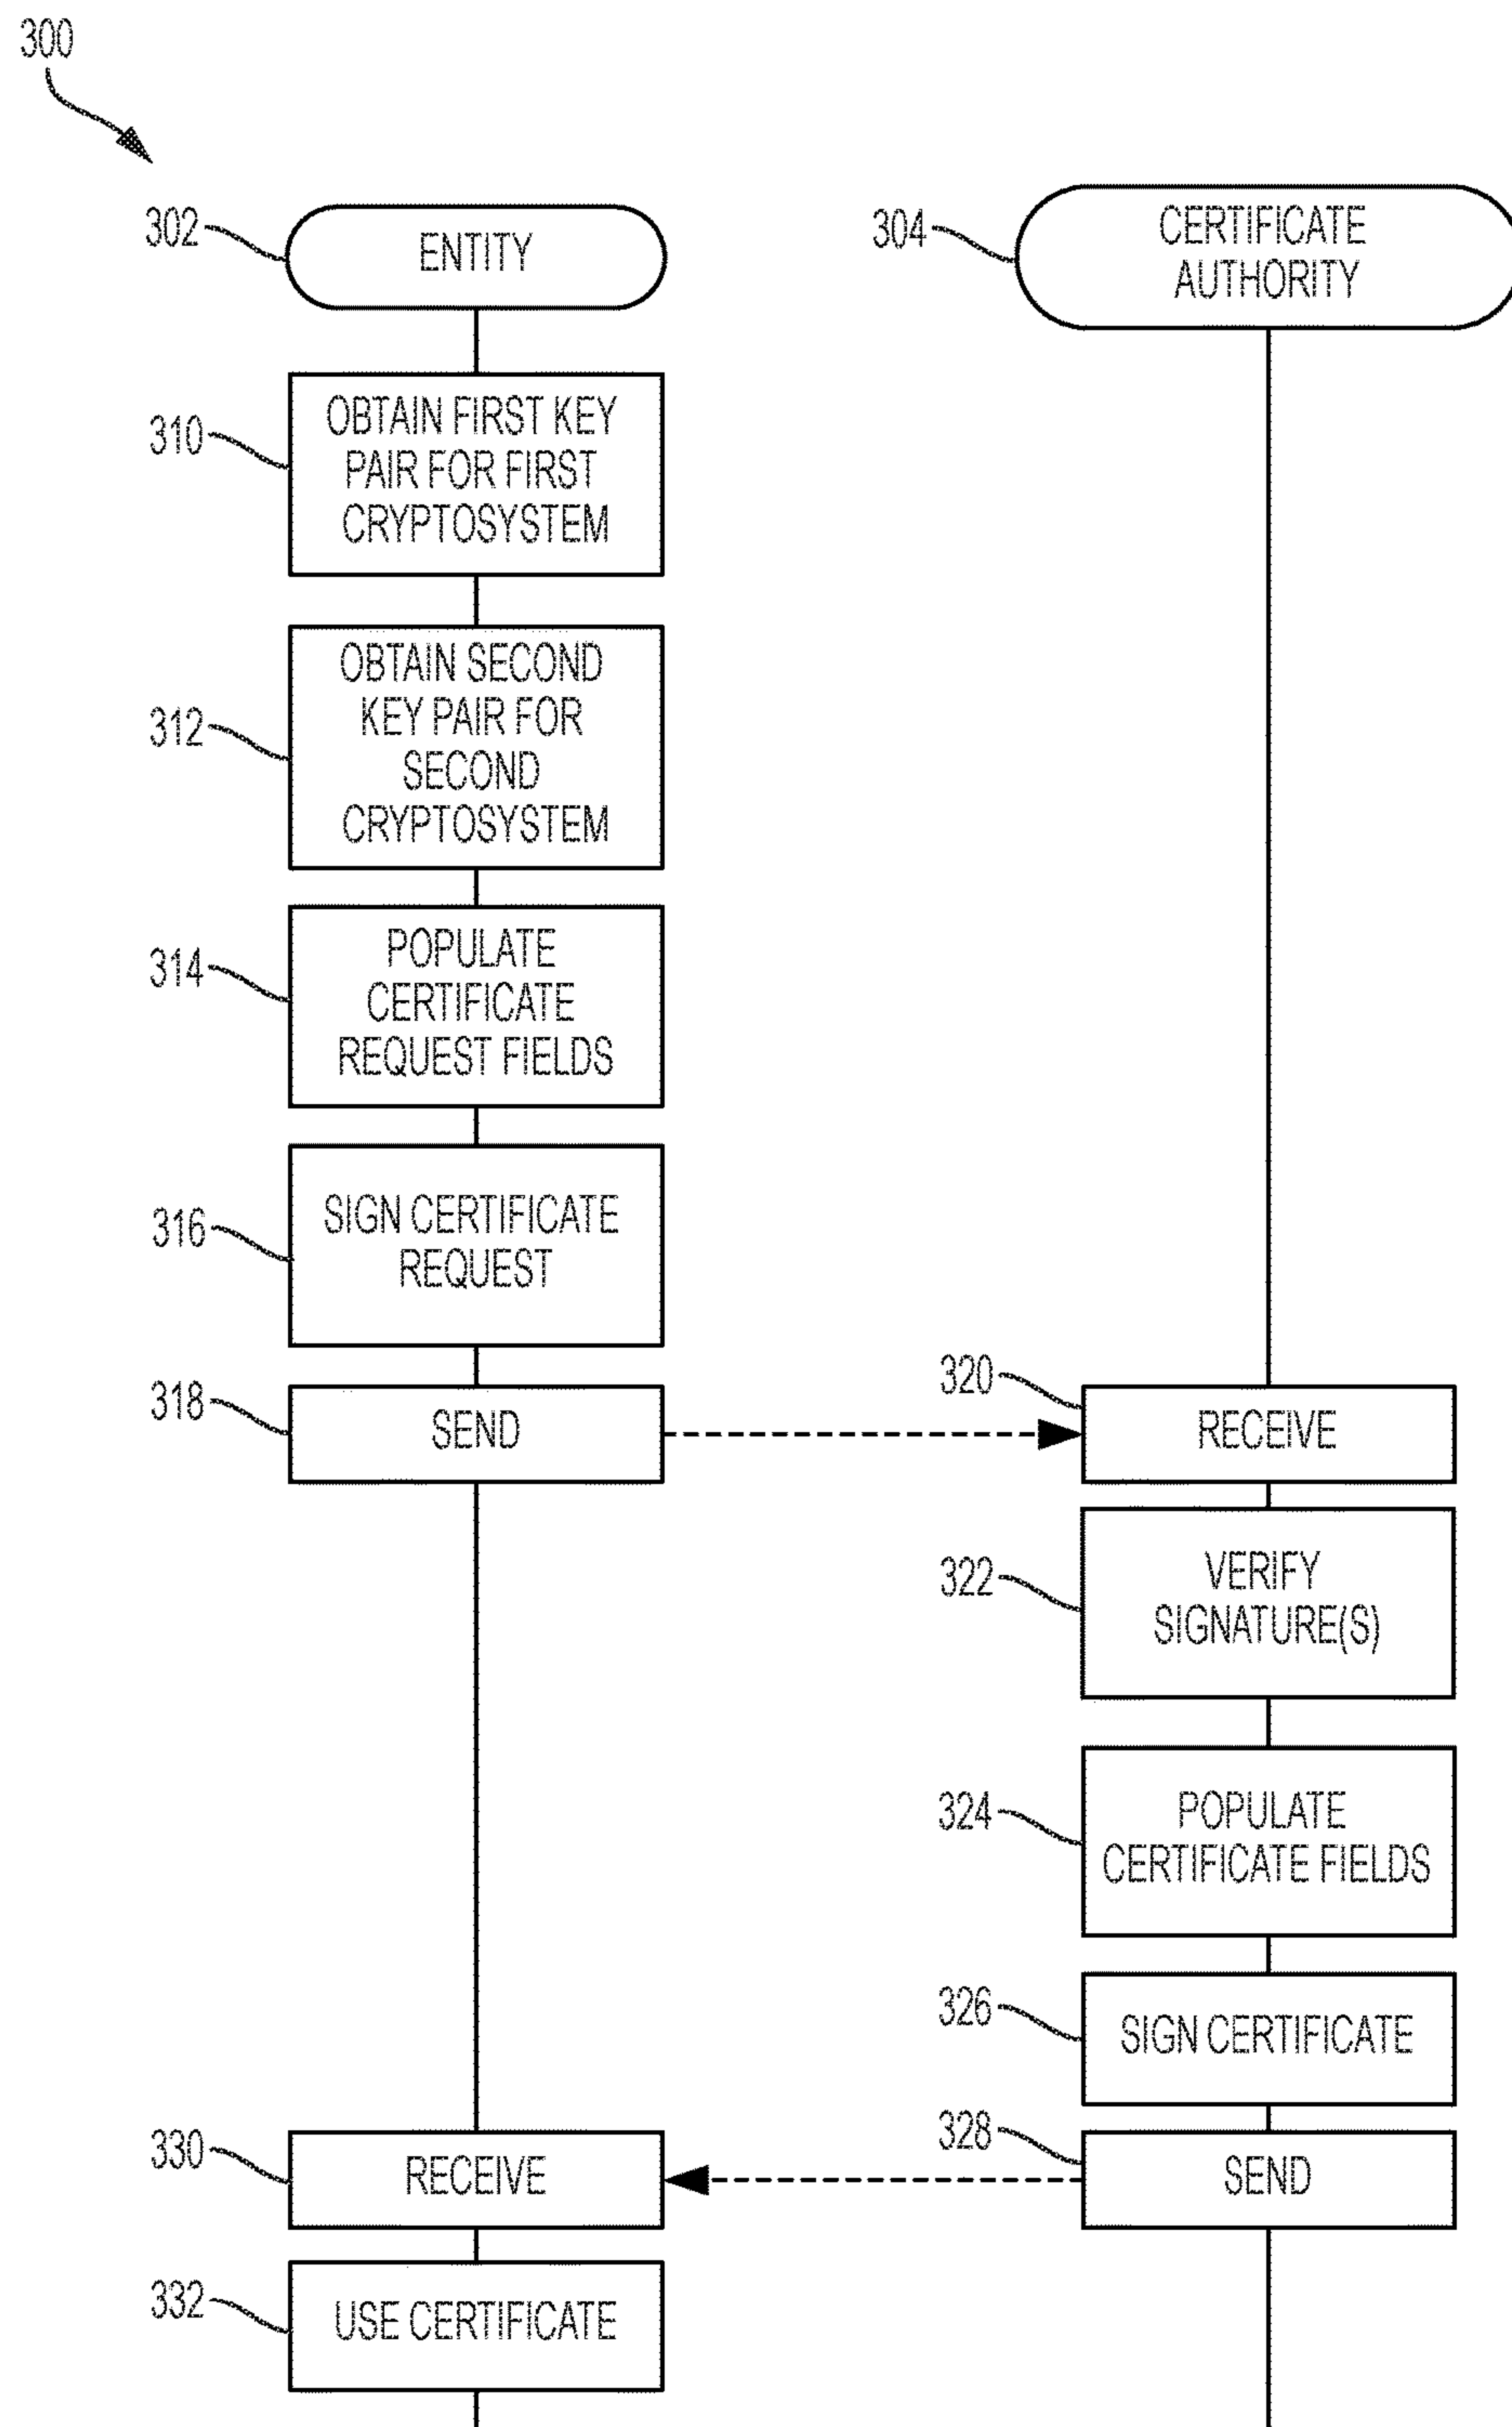 300
302
ENTITY
304
CERTIFICATE
AUTHORITY
310
OBTAIN FIRST KEY
PAIR FOR FIRST
CRYPTOSYSTEM
312
OBTAIN SECOND
KEY PAIR FOR
SECOND
CRYPTOSYSTEM
314
POPULATE
CERTIFICATE
REQUEST FIELDS
316
SIGN CERTIFICATE
REQUEST
318
SEND
320
RECEIVE
322
VERIFY
SIGNATURE(S)
324
POPULATE
CERTIFICATE FIELDS
326
SIGN CERTIFICATE
328
SEND
330
RECEIVE
332
USE CERTIFICATE